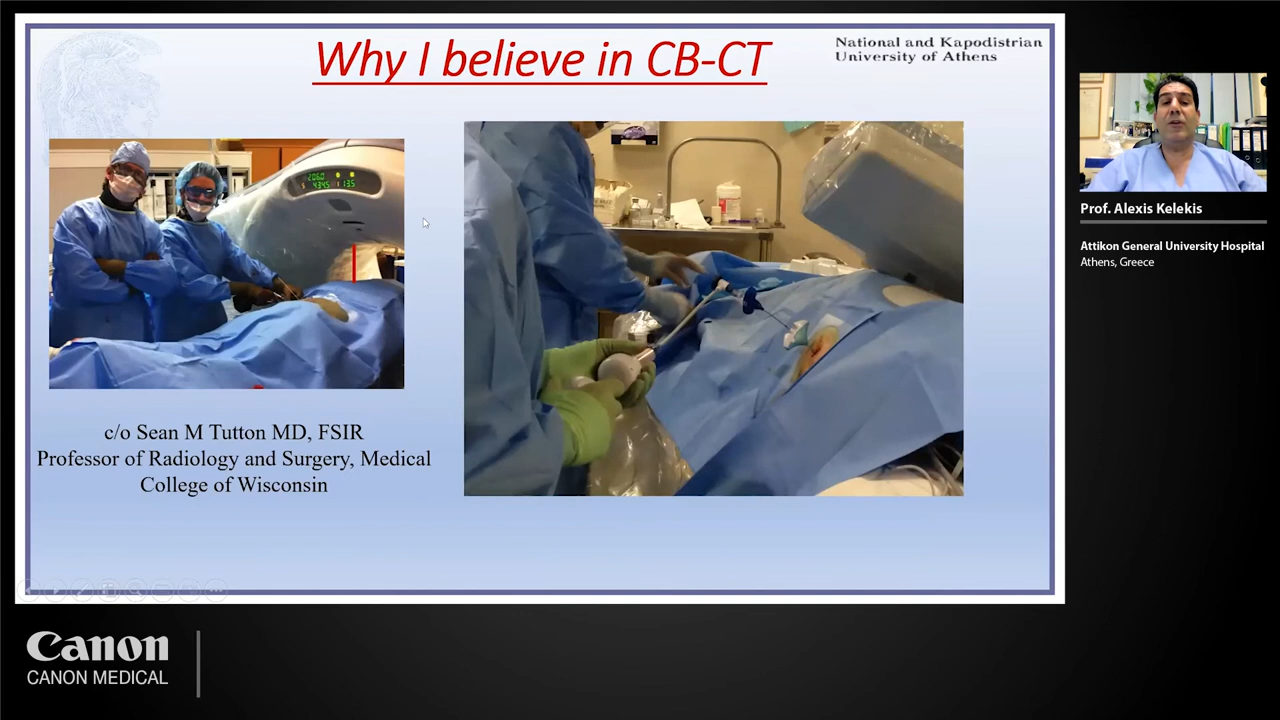 Why I believe in CB-CT
National and Kapodistrian
University of Athens
c/o Sean M Tutton MD, FSIR
Professor of Radiology and Surgery, Medical
College of Wisconsin
Prof. Alexis Kelekis
Attikon General University Hospital
Athens, Greece
Canon
CANON MEDICAL